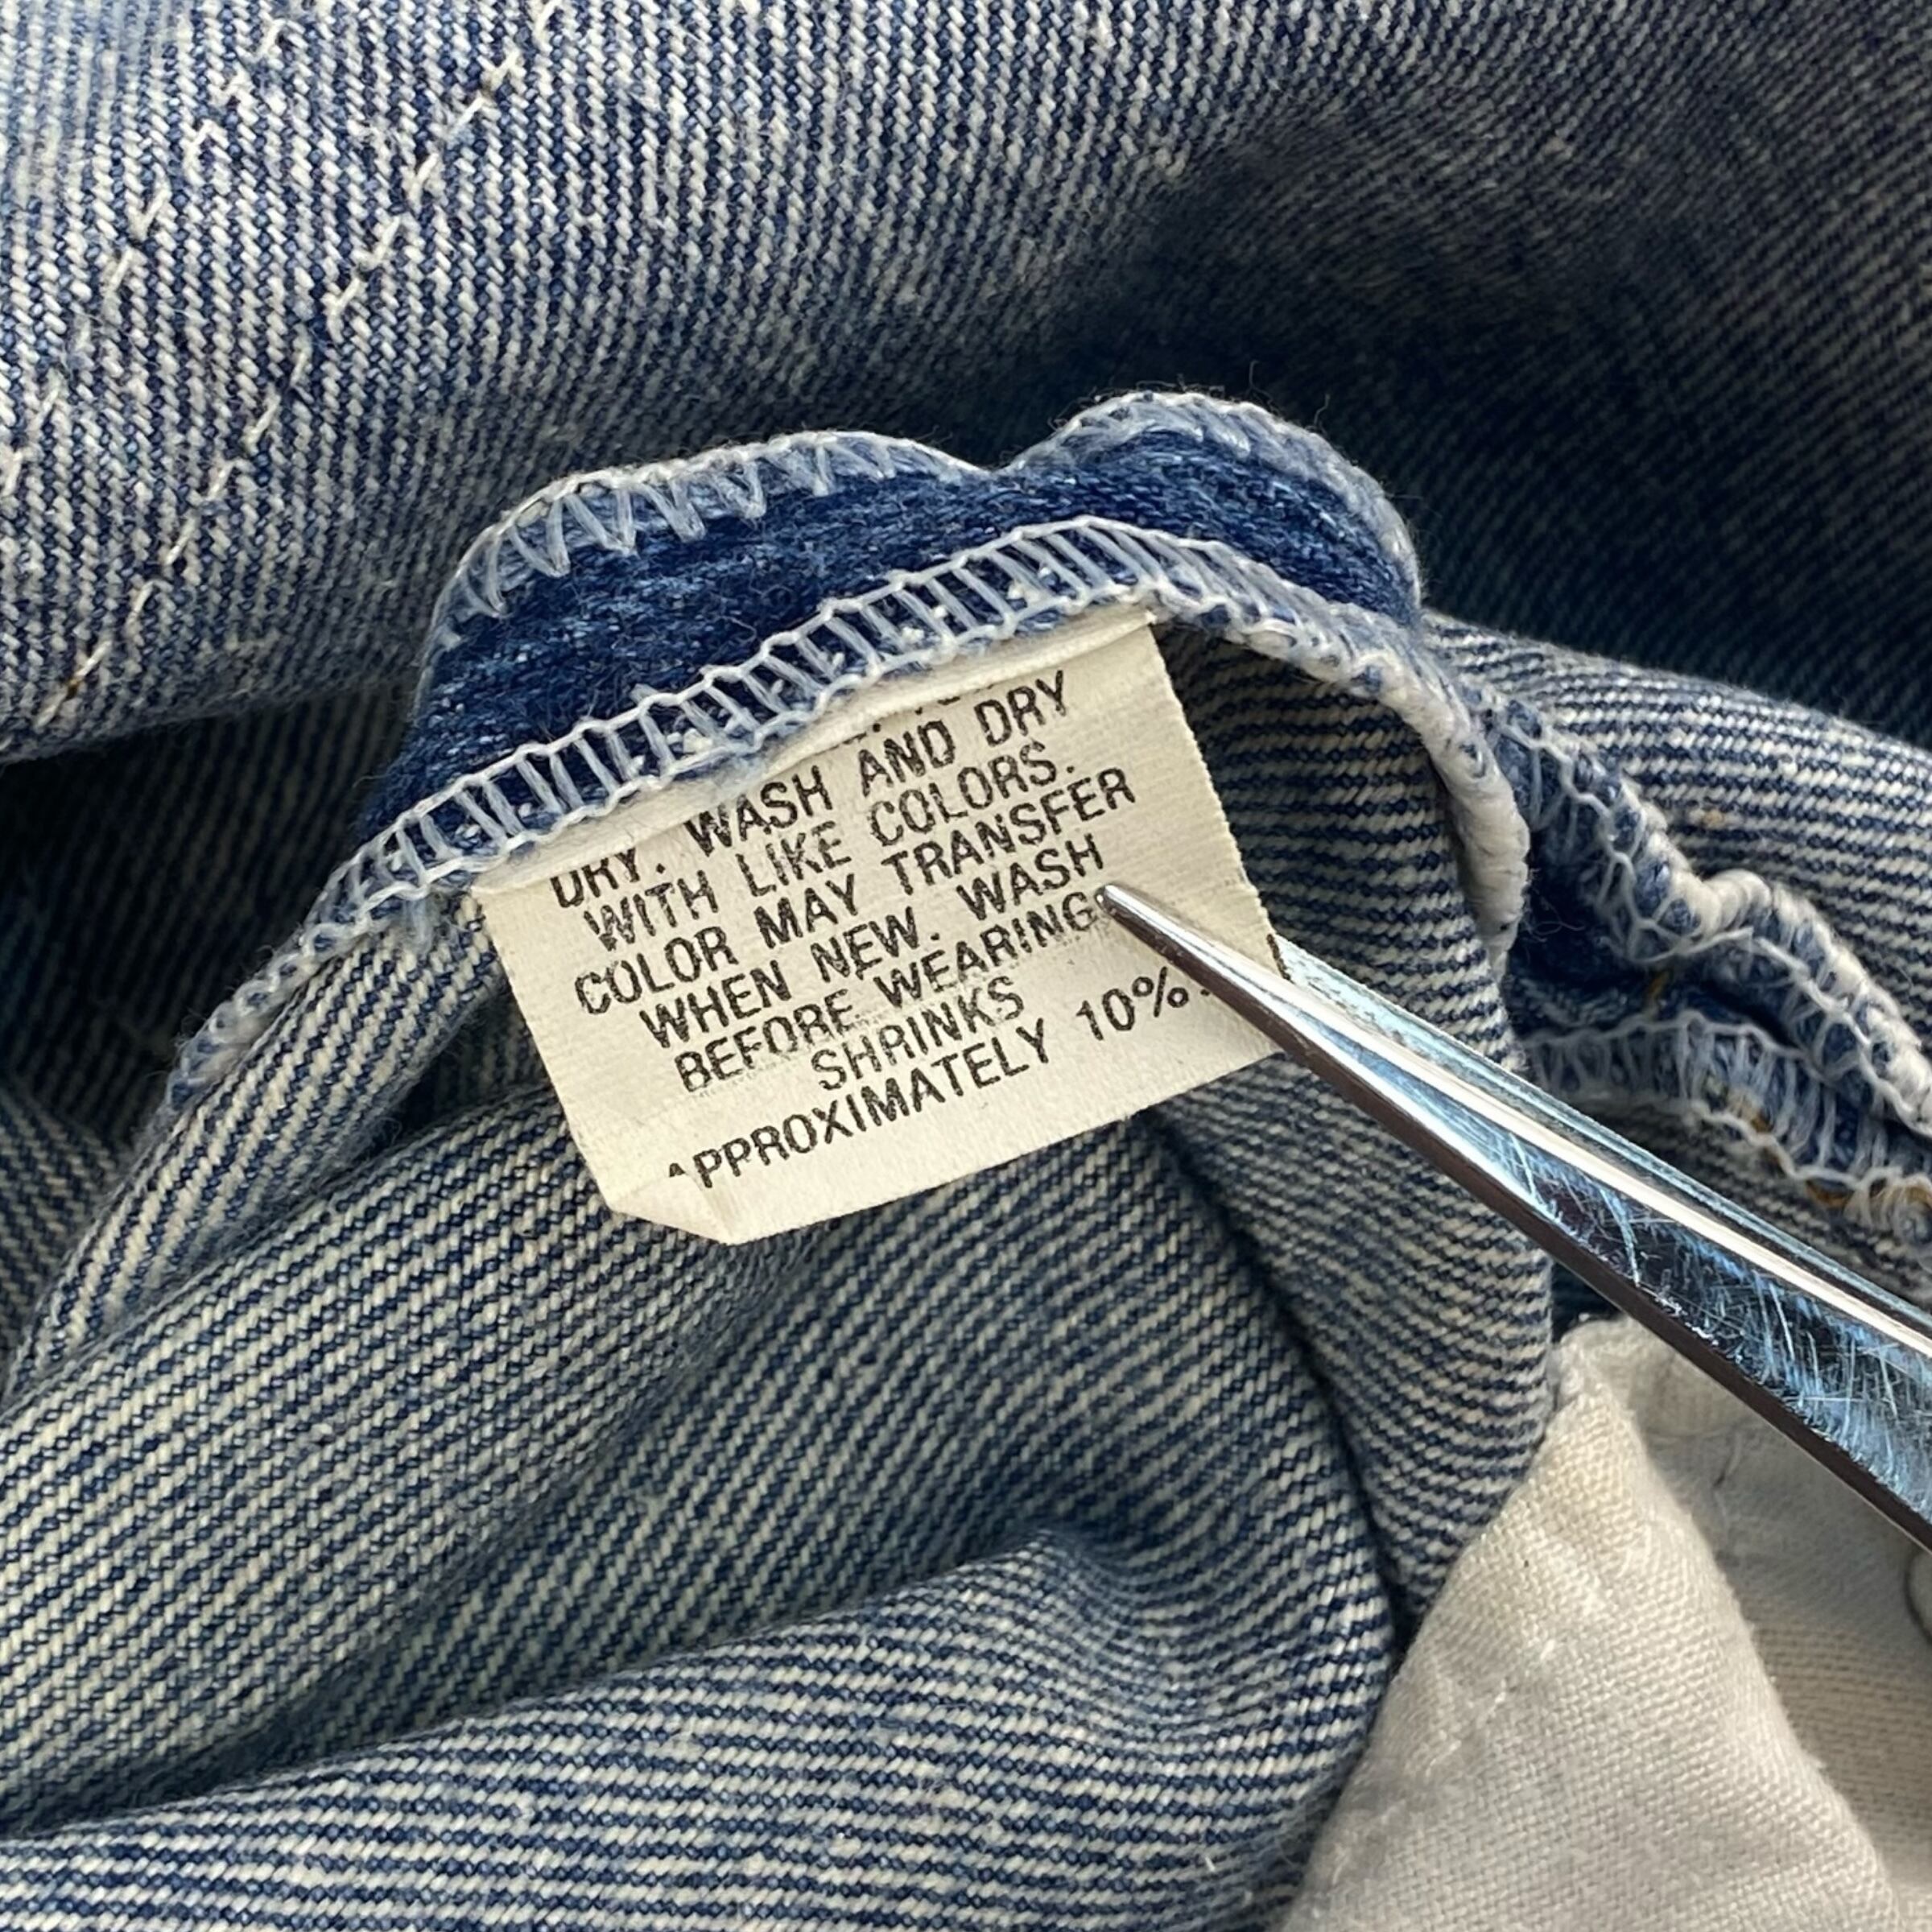 DRY. WASH AND DRY
WITH LIKE COLORS.
COLOR MAY TRANSFER
WHEN NEW. WASH
BEFORE WEARING
SHRINKS
APPROXIMATELY 10%.